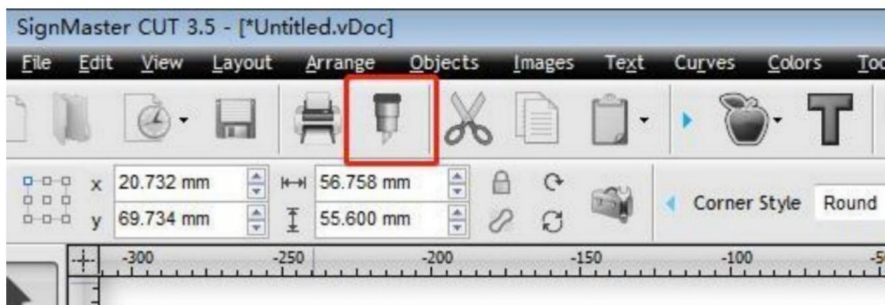 SignMaster CUT 3.5 - [*Untitled.vDoc]
File Edit View Layout Arrange Objects Images Text Curves Colors
T
x 20.732 mm 56.758 mm
Corner Style Round
y 69.734 mm 55.600 mm
-300 -250 -200 -150 -100